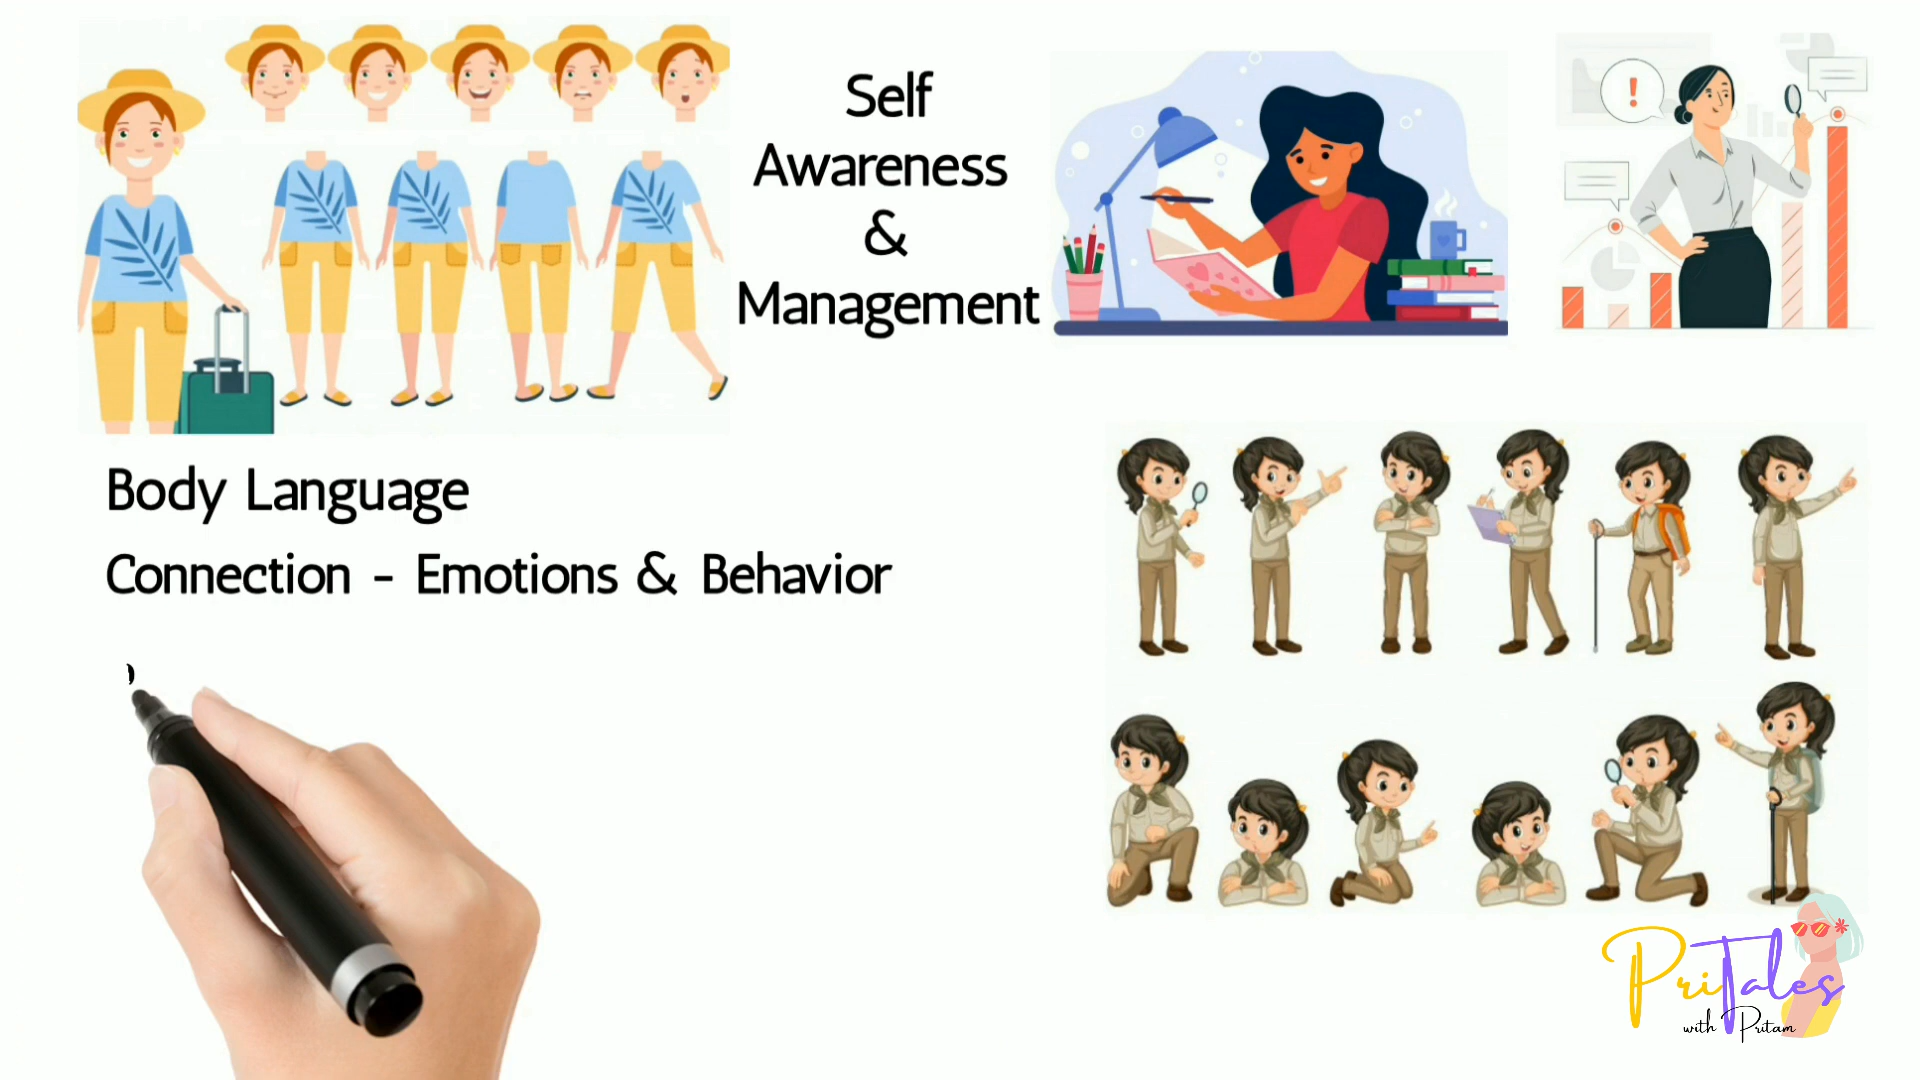 Self
Awareness
&
Management
!
Body Language
Connection - Emotions & Behavior
PriTales
with Pritam